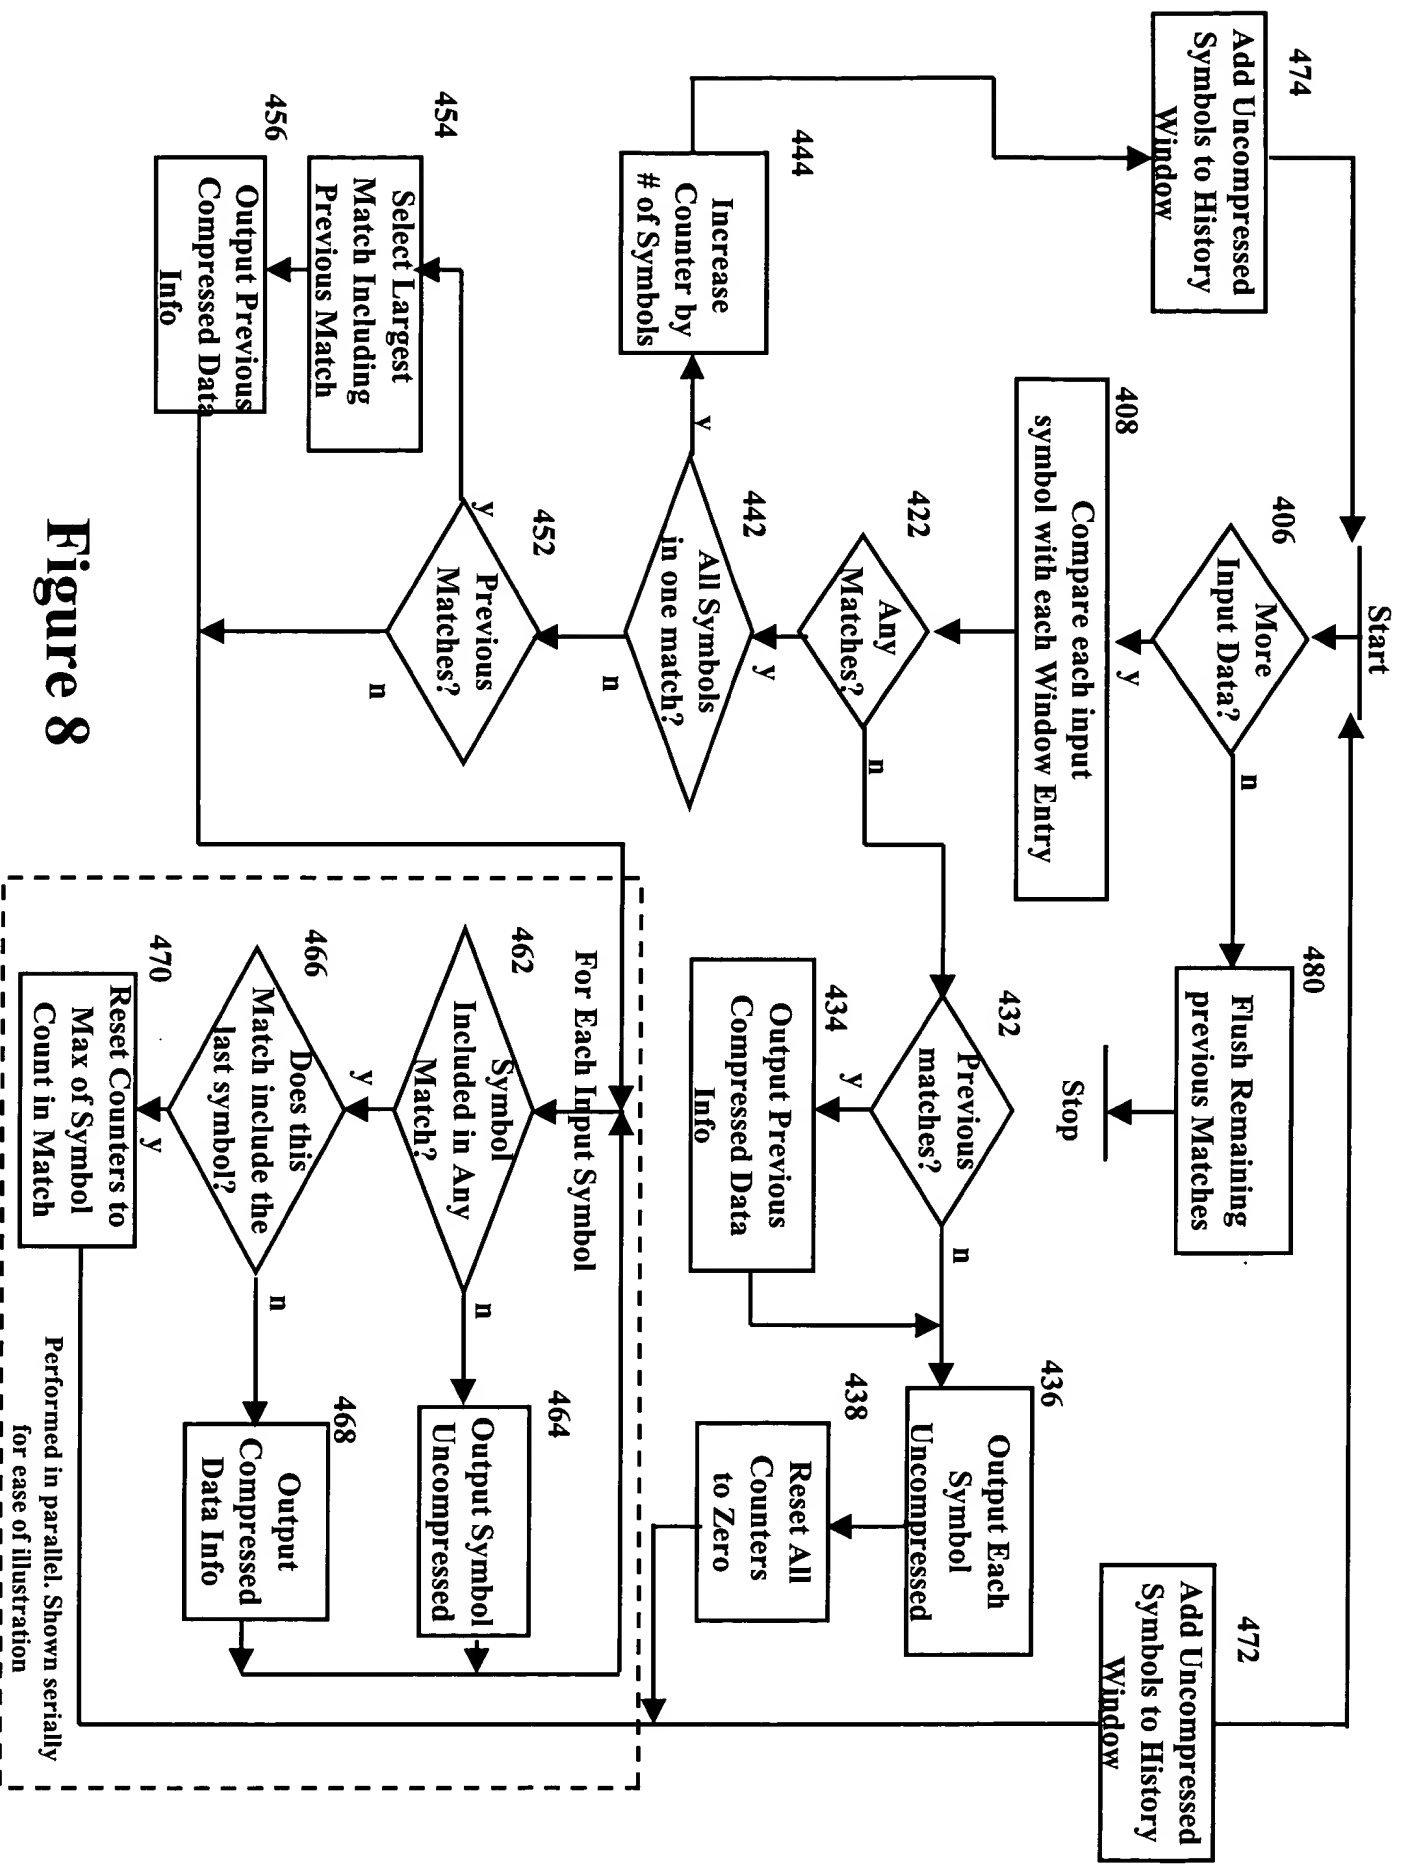 474
Add Uncompressed
Symbols to History
Window
Start
406
More
Input Data?
n
y
480
Flush Remaining
previous Matches
Stop
472
Add Uncompressed
Symbols to History
Window
408
Compare each input
symbol with each Window Entry
422
Any
Matches?
n
y
432
Previous
matches?
n
y
434
Output Previous
Compressed Data
Info
436
Output Each
Symbol
Uncompressed
438
Reset All
Counters
to Zero
444
Increase
Counter by
# of Symbols
y
442
All Symbols
in one match?
n
452
Previous
Matches?
y
n
454
Select Largest
Match Including
Previous Match
456
Output Previous
Compressed Data
Info
For Each Input Symbol
462
Symbol
Included in Any
Match?
n
y
464
Output Symbol
Uncompressed
466
Does this
Match include the
last symbol?
n
y
468
Output
Compressed
Data Info
470
Reset Counters to
Max of Symbol
Count in Match
Performed in parallel. Shown serially
for ease of illustration
Figure 8